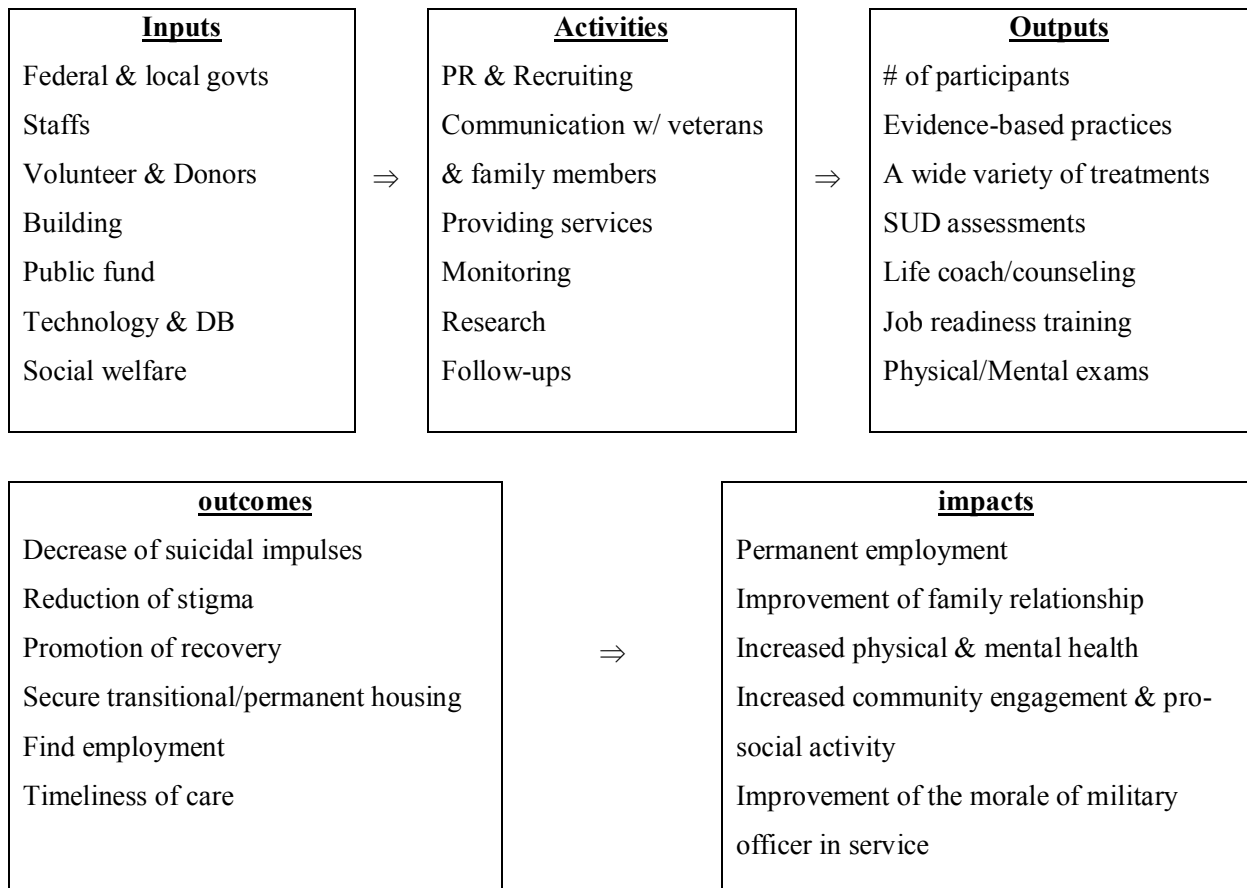 Inputs
Federal & local govts
Staffs
Volunteer & Donors
Building
Public fund
Technology & DB
Social welfare
⇒
Activities
PR & Recruiting
Communication w/ veterans
& family members
Providing services
Monitoring
Research
Follow-ups
⇒
Outputs
# of participants
Evidence-based practices
A wide variety of treatments
SUD assessments
Life coach/counseling
Job readiness training
Physical/Mental exams
outcomes
Decrease of suicidal impulses
Reduction of stigma
Promotion of recovery
Secure transitional/permanent housing
Find employment
Timeliness of care
⇒
impacts
Permanent employment
Improvement of family relationship
Increased physical & mental health
Increased community engagement & pro-
social activity
Improvement of the morale of military
officer in service